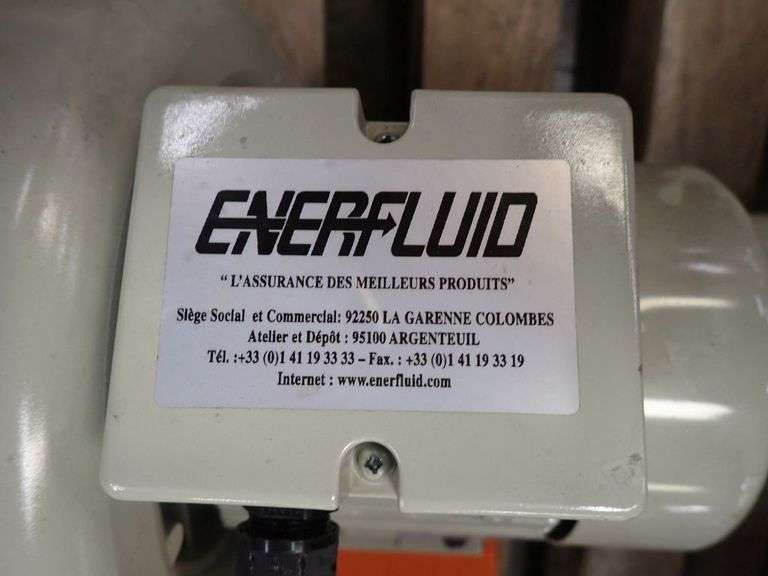 ENERFLUID
“ L'ASSURANCE DES MEILLEURS PRODUITS”
Siège Social et Commercial: 92250 LA GARENNE COLOMBES
Atelier et Dépôt : 95100 ARGENTEUIL
Tél. :+33 (0)1 41 19 33 33 – Fax. : +33 (0)1 41 19 33 19
Internet : www.enerfluid.com